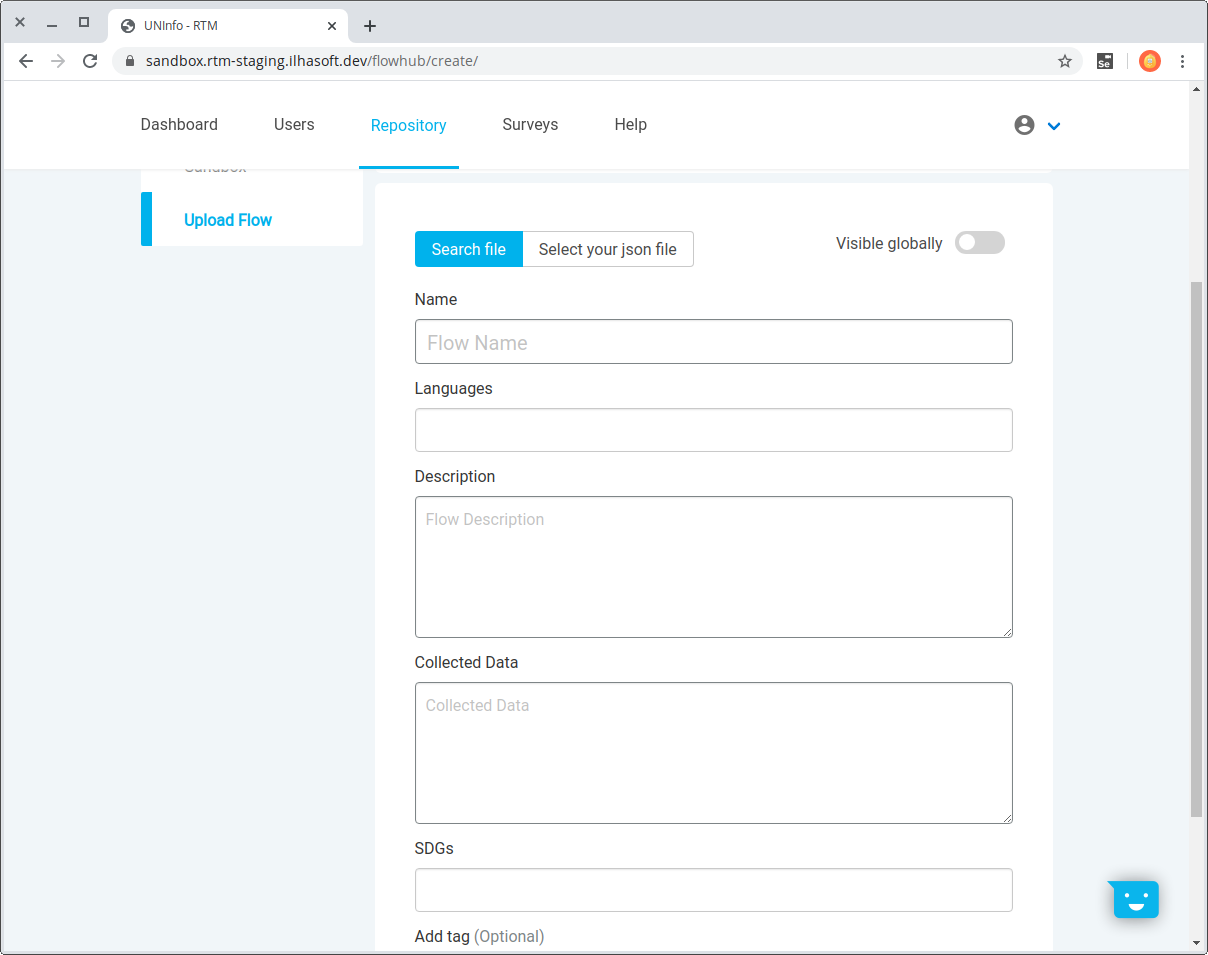 UNInfo - RTM
sandbox.rtm-staging.ilhasoft.dev/flowhub/create/
Se
Dashboard Users Repository Surveys Help
Sandbox
Upload Flow
Search file Select your json file Visible globally
Name
Flow Name
Languages
Description
Flow Description
Collected Data
Collected Data
SDGs
Add tag (Optional)